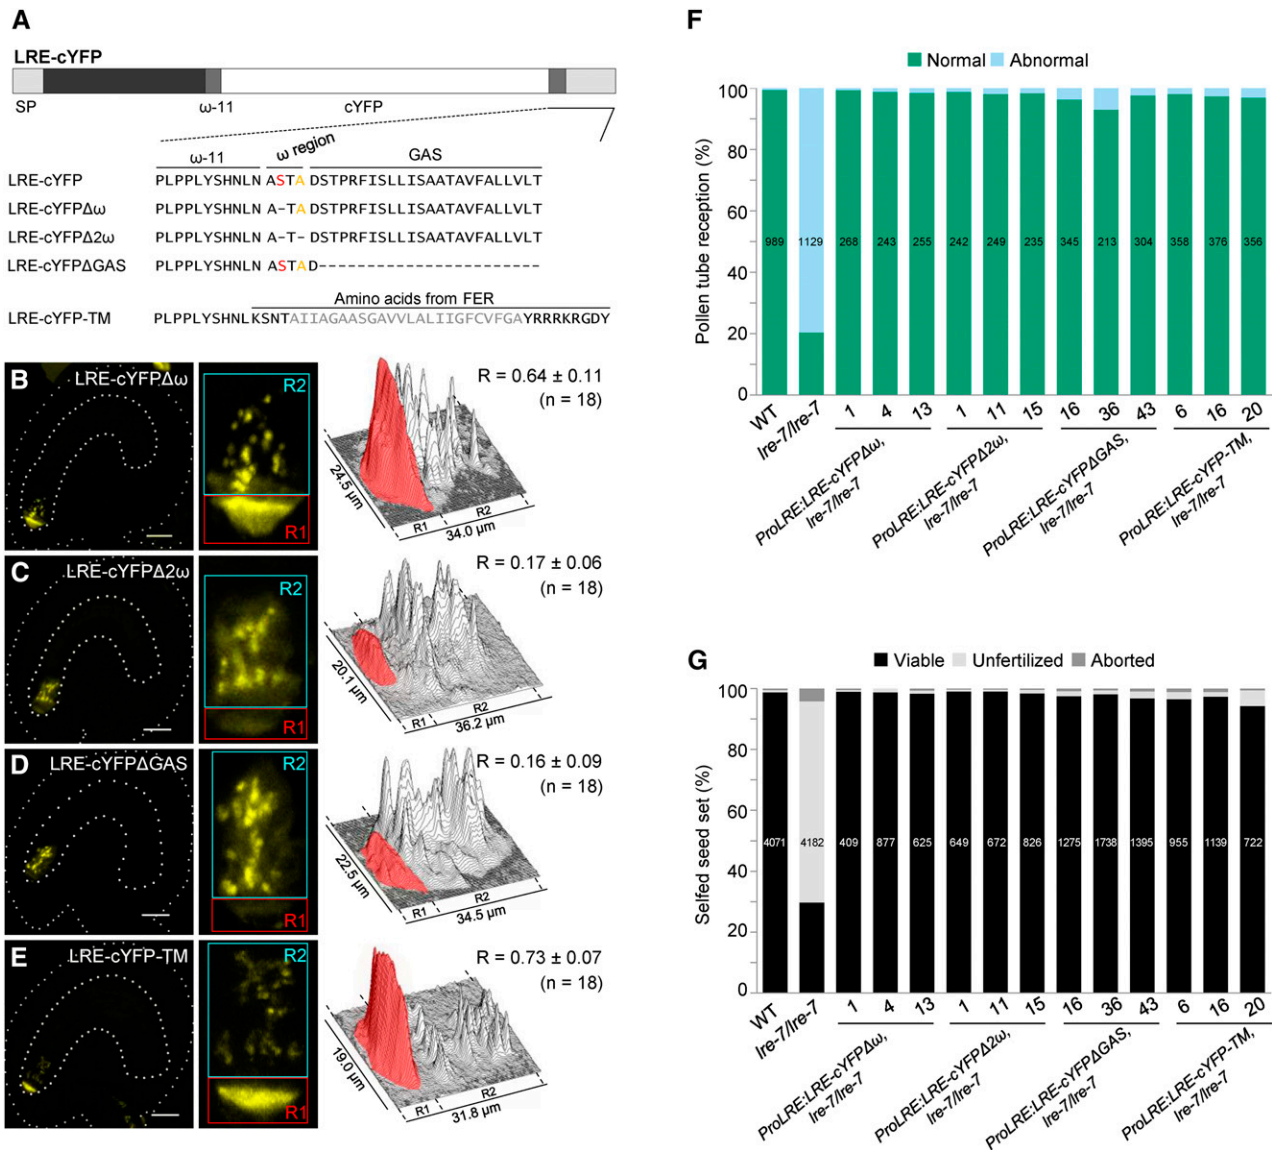 A
LRE-cYFP
SP ω-11 cYFP
ω-11 ω region GAS
LRE-cYFP PLPPLYSHNLN ASTA DSTPRFISLLISAATAVFALLVLT
LRE-cYFPΔω PLPPLYSHNLN A-TA DSTPRFISLLISAATAVFALLVLT
LRE-cYFPΔ2ω PLPPLYSHNLN A-T- DSTPRFISLLISAATAVFALLVLT
LRE-cYFPΔGAS PLPPLYSHNLN ASTA D-----------------------
Amino acids from FER
LRE-cYFP-TM PLPPLYSHNLKSNTAIIAGAASGAVVLALIIGFCVFGAYRRRKRGDY
B
LRE-cYFPΔω
R2
R1
R = 0.64 ± 0.11
(n = 18)
24.5 µm
R1 R2
34.0 µm
C
LRE-cYFPΔ2ω
R2
R1
R = 0.17 ± 0.06
(n = 18)
20.1 µm
R1 R2
36.2 µm
D
LRE-cYFPΔGAS
R2
R1
R = 0.16 ± 0.09
(n = 18)
22.5 µm
R1 R2
34.5 µm
E
LRE-cYFP-TM
R2
R1
R = 0.73 ± 0.07
(n = 18)
19.0 µm
R1 R2
31.8 µm
F
Normal Abnormal
Pollen tube reception (%)
100
80
60
40
20
0
989 1129 268 243 255 242 249 235 345 213 304 358 376 356
WT lre-7/lre-7 1 4 13 1 11 15 16 36 43 6 16 20
ProLRE:LRE-cYFPΔω,
lre-7/lre-7
ProLRE:LRE-cYFPΔ2ω,
lre-7/lre-7
ProLRE:LRE-cYFPΔGAS,
lre-7/lre-7
ProLRE:LRE-cYFP-TM,
lre-7/lre-7
G
Viable Unfertilized Aborted
Selfed seed set (%)
100
80
60
40
20
0
4071 4182 409 877 625 649 672 826 1275 1738 1395 955 1139 722
WT lre-7/lre-7 1 4 13 1 11 15 16 36 43 6 16 20
ProLRE:LRE-cYFPΔω,
lre-7/lre-7
ProLRE:LRE-cYFPΔ2ω,
lre-7/lre-7
ProLRE:LRE-cYFPΔGAS,
lre-7/lre-7
ProLRE:LRE-cYFP-TM,
lre-7/lre-7